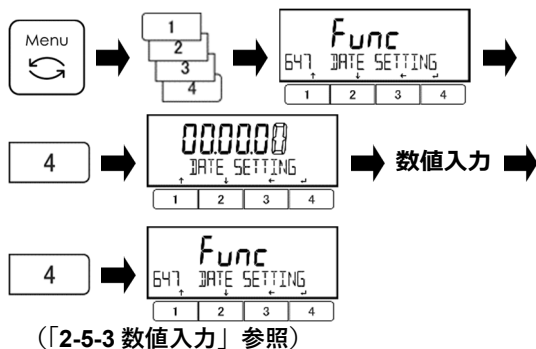 Menu
1
2
3
4
Func
647 DATE SETTING
↑ ↓ ← ↵
1 2 3 4
4
00.00.00
DATE SETTING
↑ ↓ ← ↵
1 2 3 4
数値入力
4
Func
647 DATE SETTING
↑ ↓ ← ↵
1 2 3 4
(「2-5-3 数値入力」参照)